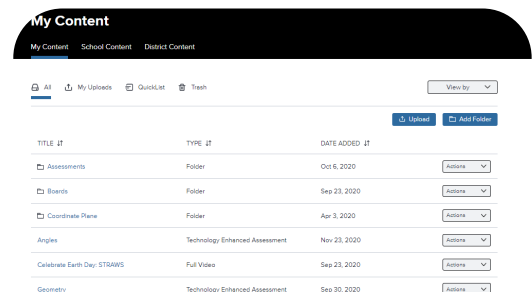 My Content
My Content School Content District Content
All My Uploads QuickList Trash View by
Upload Add Folder
TITLE TYPE DATE ADDED
Assessments Folder Oct 6, 2020 Actions
Boards Folder Sep 23, 2020 Actions
Coordinate Plane Folder Apr 3, 2020 Actions
Angles Technology Enhanced Assessment Nov 23, 2020 Actions
Celebrate Earth Day: STRAWS Full Video Sep 23, 2020 Actions
Geometry Technology Enhanced Assessment Sep 30, 2020 Actions